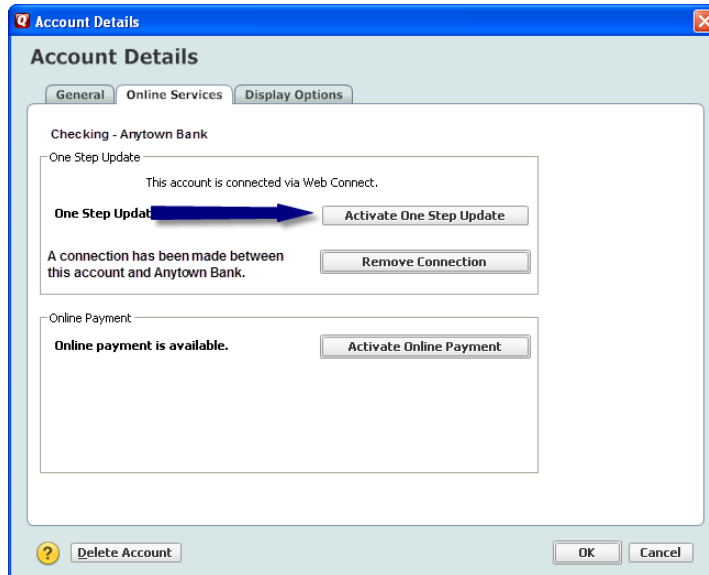 Account Details
Account Details
General Online Services Display Options
Checking - Anytown Bank
One Step Update
This account is connected via Web Connect.
One Step Activate One Step Update
A connection has been made between
this account and Anytown Bank.
Remove Connection
Online Payment
Online payment is available. Activate Online Payment
? Delete Account OK Cancel